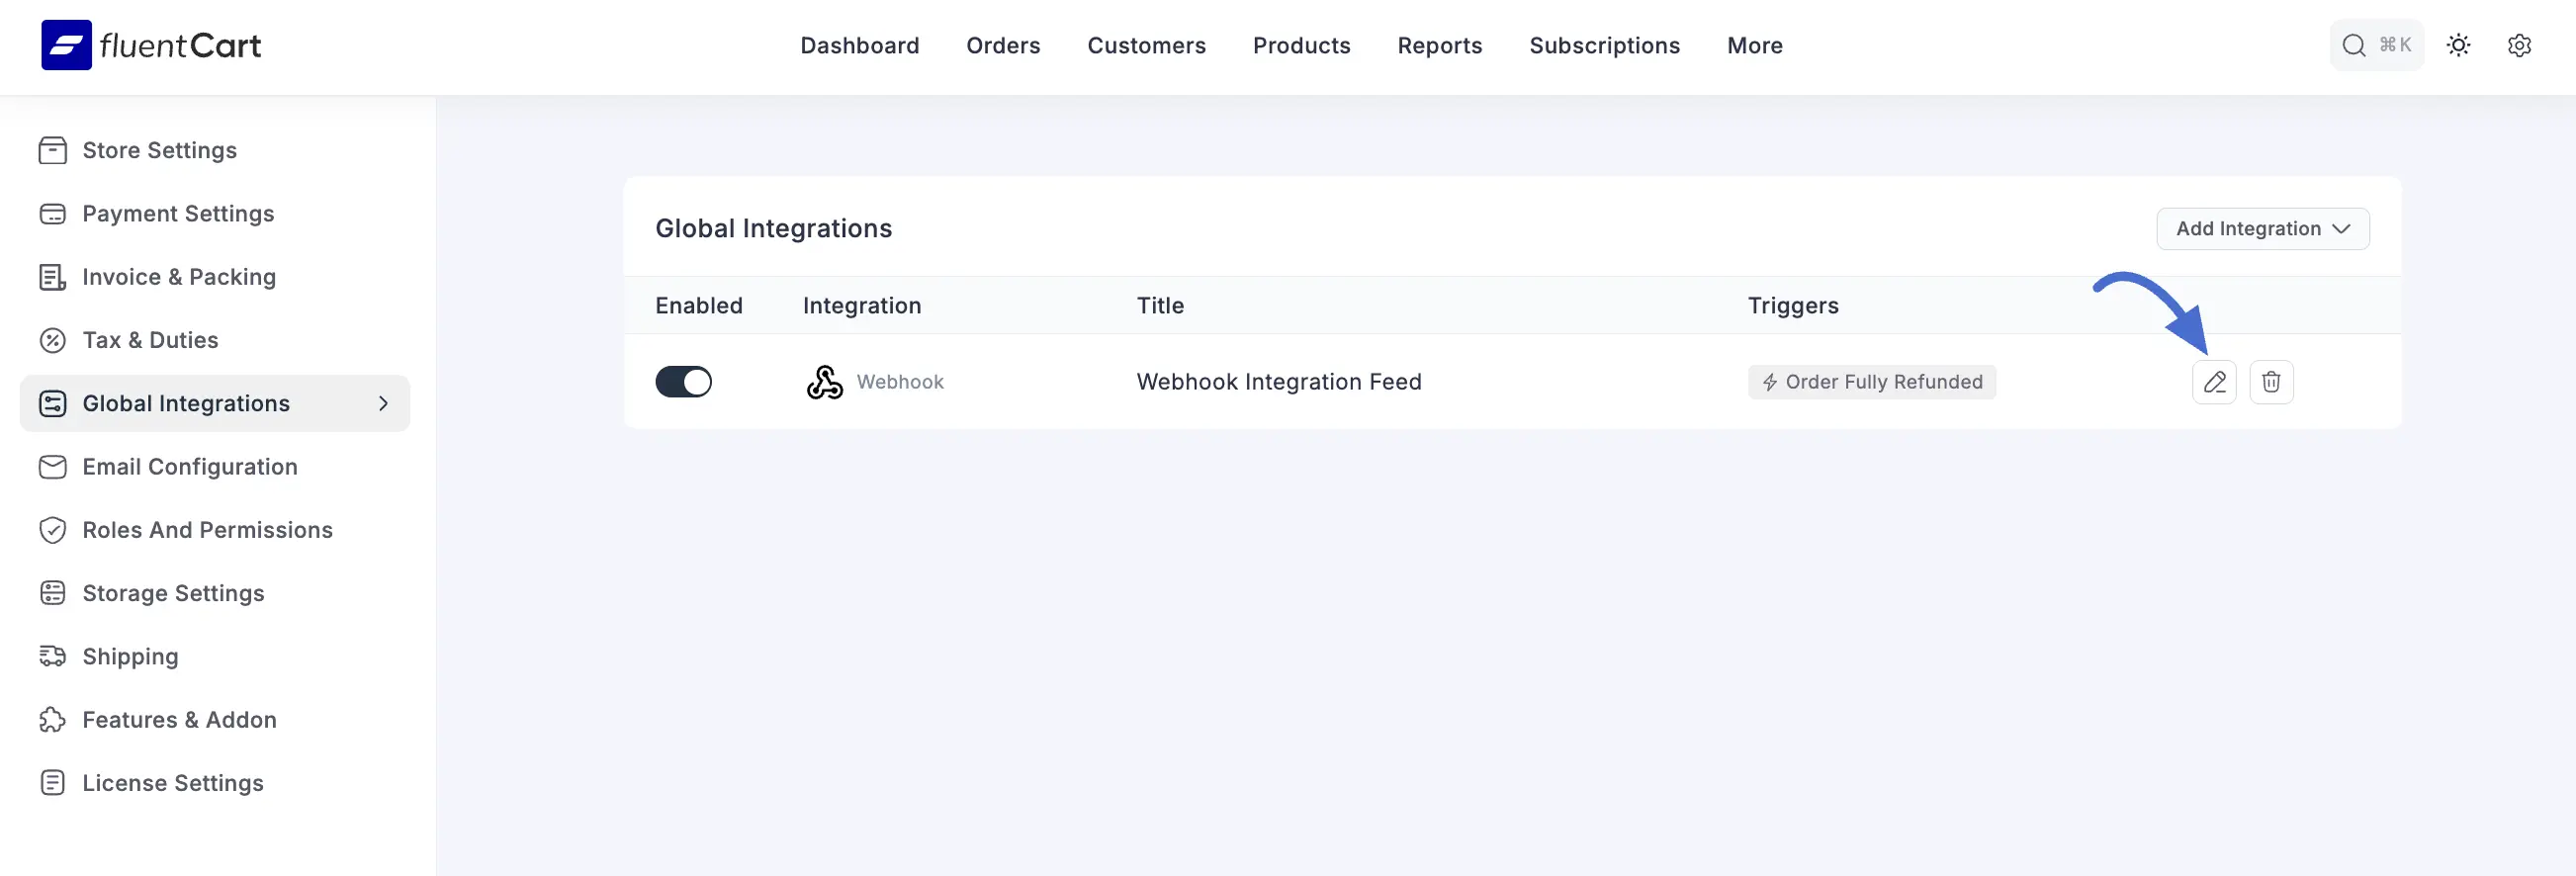 fluentCart
Dashboard Orders Customers Products Reports Subscriptions More
⌘K
Store Settings
Payment Settings
Invoice & Packing
Tax & Duties
Global Integrations
Email Configuration
Roles And Permissions
Storage Settings
Shipping
Features & Addon
License Settings
Global Integrations
Add Integration
Enabled Integration Title Triggers
Webhook Webhook Integration Feed Order Fully Refunded